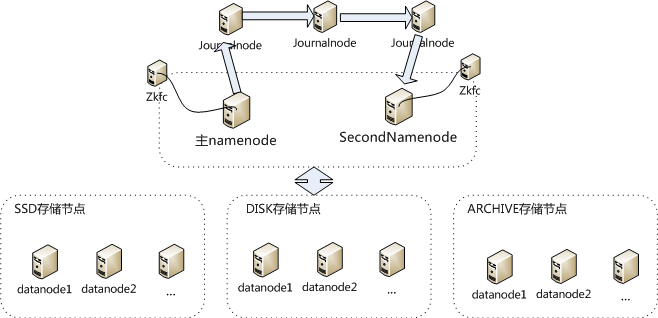 Journalnode
Journalnode
Journalnode
Zkfc
Zkfc
主namenode
SecondNamenode
SSD存储节点
DISK存储节点
ARCHIVE存储节点
datanode1
datanode2
...
datanode1
datanode2
...
datanode1
datanode2
...